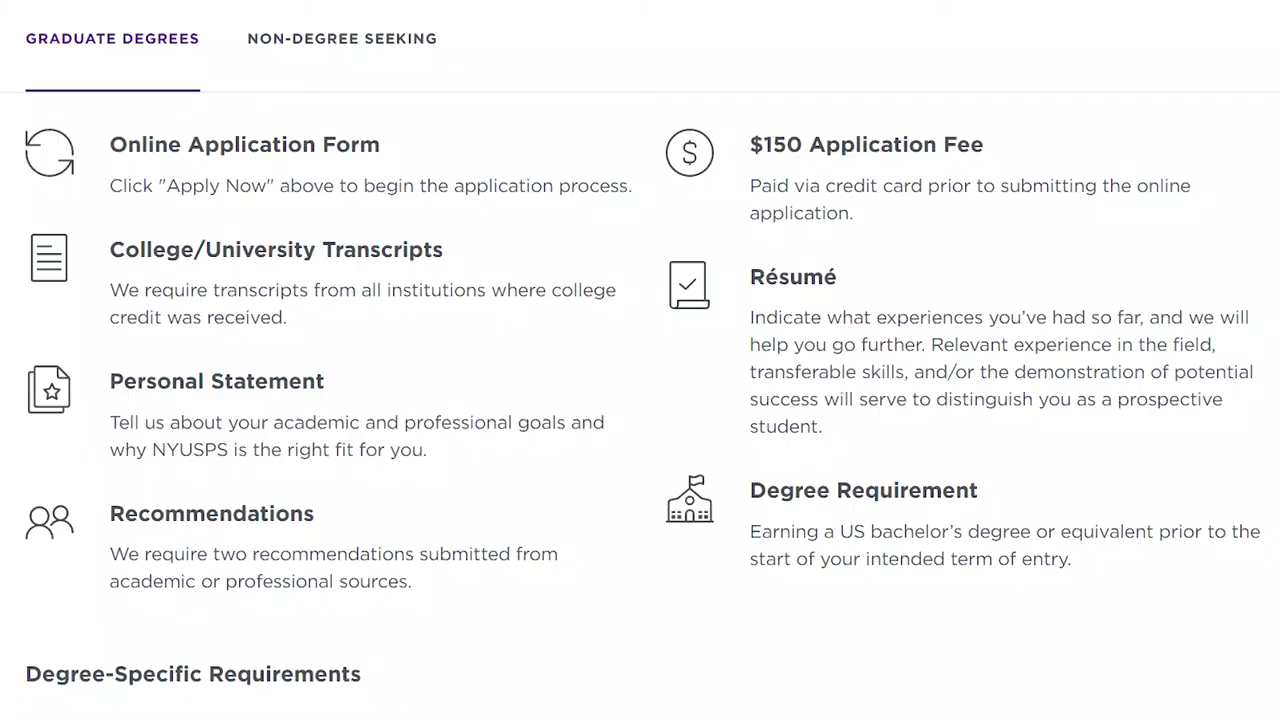 GRADUATE DEGREES
NON-DEGREE SEEKING
Online Application Form
Click "Apply Now" above to begin the application process.
College/University Transcripts
We require transcripts from all institutions where college
credit was received.
Personal Statement
Tell us about your academic and professional goals and
why NYUSPS is the right fit for you.
Recommendations
We require two recommendations submitted from
academic or professional sources.
$150 Application Fee
Paid via credit card prior to submitting the online
application.
Résumé
Indicate what experiences you’ve had so far, and we will
help you go further. Relevant experience in the field,
transferable skills, and/or the demonstration of potential
success will serve to distinguish you as a prospective
student.
Degree Requirement
Earning a US bachelor’s degree or equivalent prior to the
start of your intended term of entry.
Degree-Specific Requirements